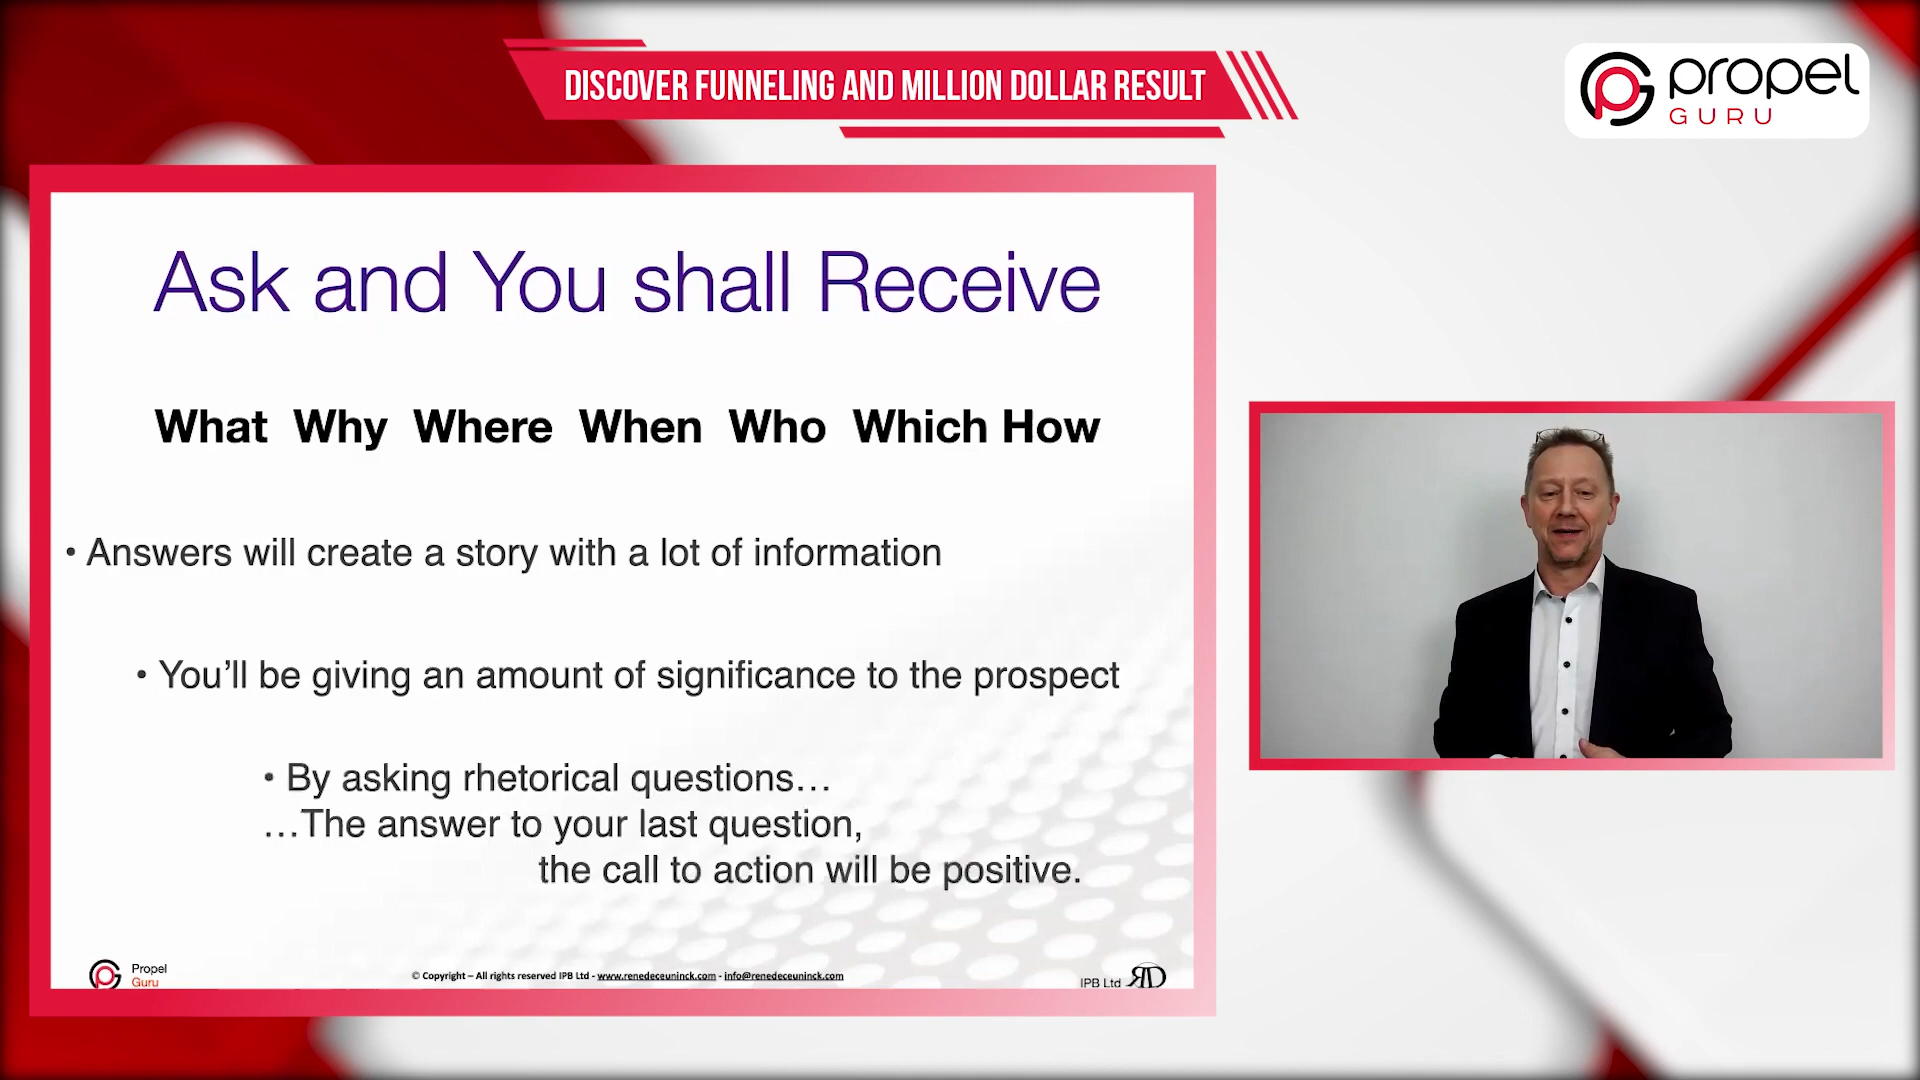 DISCOVER FUNNELING AND MILLION DOLLAR RESULT
propel
GURU
Ask and You shall Receive
What Why Where When Who Which How
• Answers will create a story with a lot of information
• You’ll be giving an amount of significance to the prospect
• By asking rhetorical questions…
…The answer to your last question,
the call to action will be positive.
Propel
Guru
© Copyright – All rights reserved IPB Ltd - www.renedeceuninck.com - info@renedeceuninck.com
IPB Ltd RD